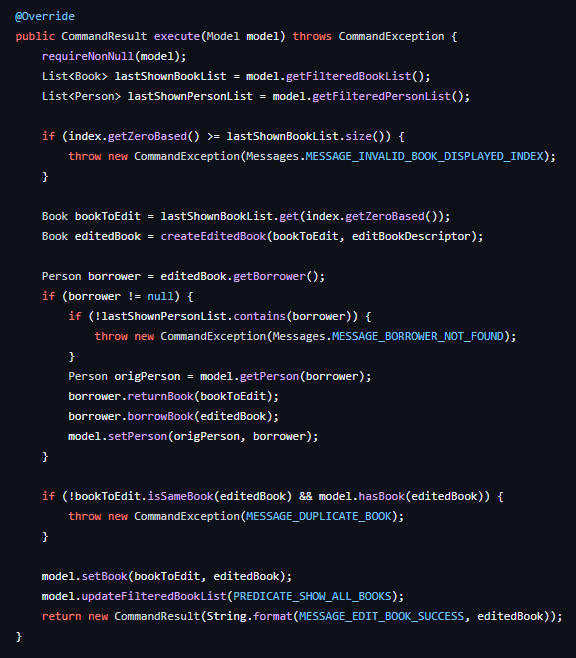 @Override
public CommandResult execute(Model model) throws CommandException {
    requireNonNull(model);
    List<Book> lastShownBookList = model.getFilteredBookList();
    List<Person> lastShownPersonList = model.getFilteredPersonList();

    if (index.getZeroBased() >= lastShownBookList.size()) {
        throw new CommandException(Messages.MESSAGE_INVALID_BOOK_DISPLAYED_INDEX);
    }

    Book bookToEdit = lastShownBookList.get(index.getZeroBased());
    Book editedBook = createEditedBook(bookToEdit, editBookDescriptor);

    Person borrower = editedBook.getBorrower();
    if (borrower != null) {
        if (!lastShownPersonList.contains(borrower)) {
            throw new CommandException(Messages.MESSAGE_BORROWER_NOT_FOUND);
        }
        Person origPerson = model.getPerson(borrower);
        borrower.returnBook(bookToEdit);
        borrower.borrowBook(editedBook);
        model.setPerson(origPerson, borrower);
    }

    if (!bookToEdit.isSameBook(editedBook) && model.hasBook(editedBook)) {
        throw new CommandException(MESSAGE_DUPLICATE_BOOK);
    }

    model.setBook(bookToEdit, editedBook);
    model.updateFilteredBookList(PREDICATE_SHOW_ALL_BOOKS);
    return new CommandResult(String.format(MESSAGE_EDIT_BOOK_SUCCESS, editedBook));
}